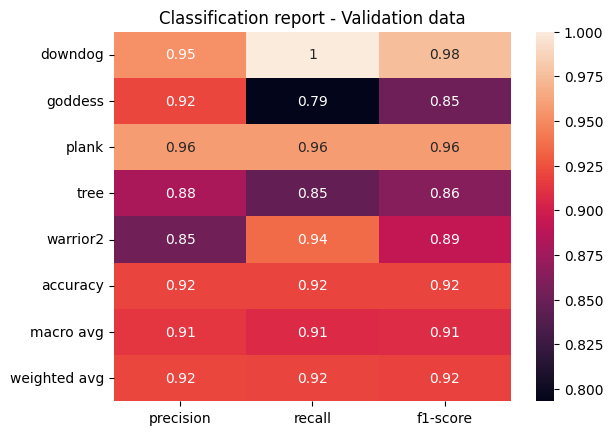 Classification report - Validation data
downdog 0.95 1 0.98
goddess 0.92 0.79 0.85
plank 0.96 0.96 0.96
tree 0.88 0.85 0.86
warrior2 0.85 0.94 0.89
accuracy 0.92 0.92 0.92
macro avg 0.91 0.91 0.91
weighted avg 0.92 0.92 0.92
precision recall f1-score
1.000
0.975
0.950
0.925
0.900
0.875
0.850
0.825
0.800